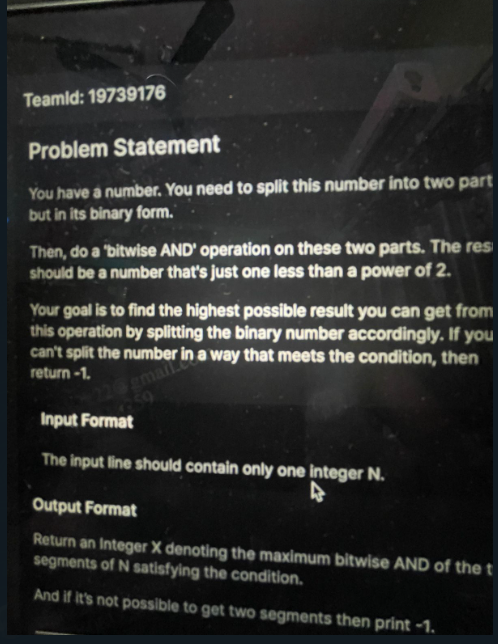 TeamId: 19739176
Problem Statement
You have a number. You need to split this number into two part
but in its binary form.
Then, do a 'bitwise AND' operation on these two parts. The res
should be a number that's just one less than a power of 2.
Your goal is to find the highest possible result you can get from
this operation by splitting the binary number accordingly. If you
can't split the number in a way that meets the condition, then
return -1.
Input Format
The input line should contain only one integer N.
Output Format
Return an Integer X denoting the maximum bitwise AND of the t
segments of N satisfying the condition.
And if it's not possible to get two segments then print -1.